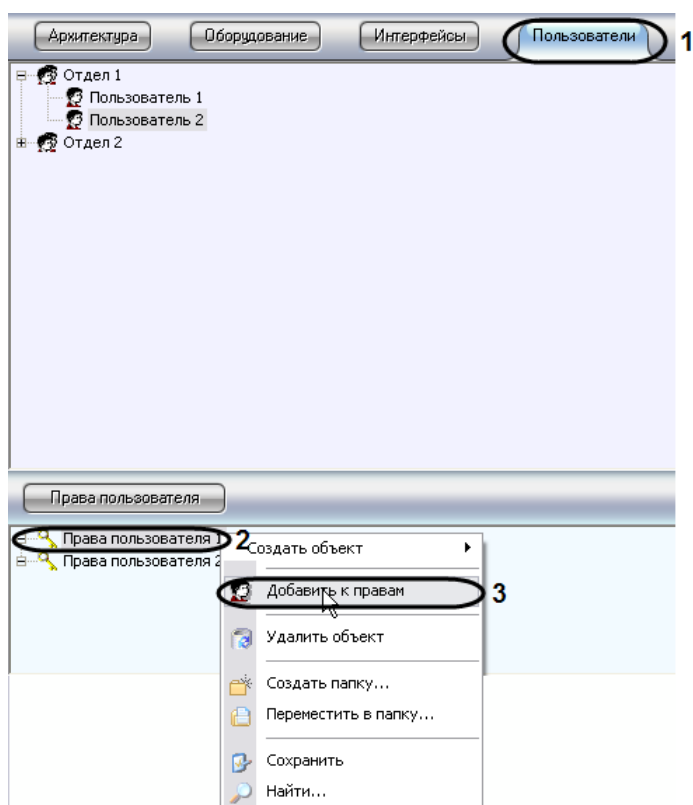 Архитектура Оборудование Интерфейсы Пользователи 1
Отдел 1
Пользователь 1
Пользователь 2
Отдел 2
Права пользователя
Права пользователя 1 2
Права пользователя 2
Создать объект
Добавить к правам 3
Удалить объект
Создать папку...
Переместить в папку...
Сохранить
Найти...